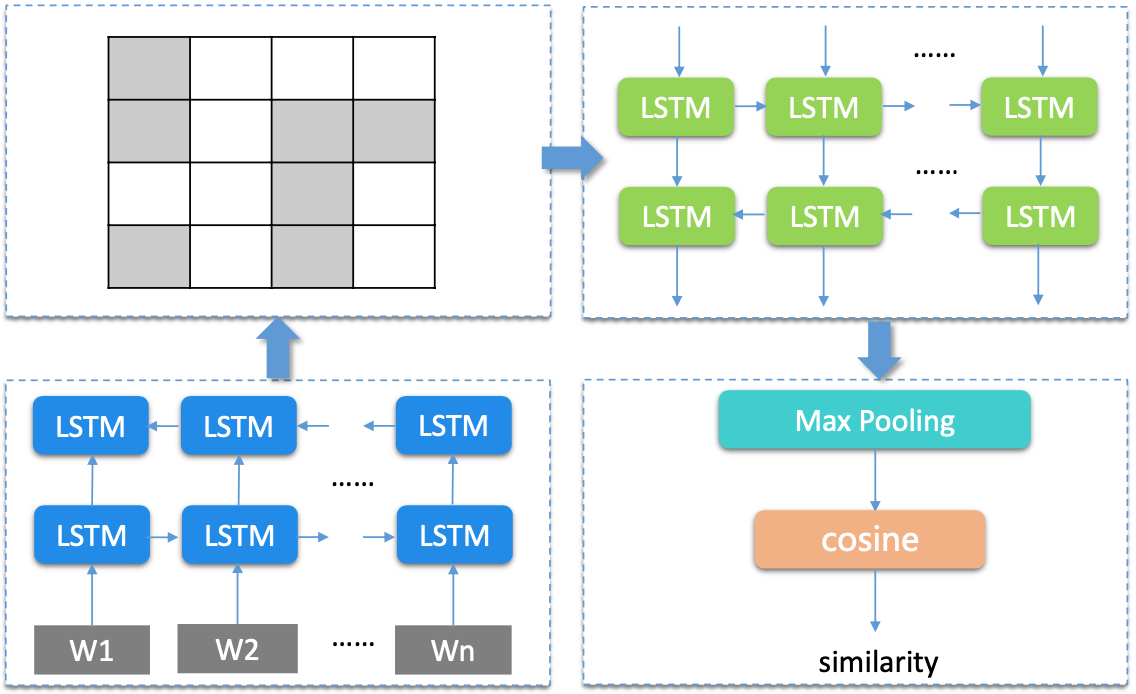 ......
LSTM LSTM LSTM
......
LSTM LSTM LSTM
LSTM LSTM LSTM
......
LSTM LSTM LSTM
W1 W2 ...... Wn
Max Pooling
cosine
similarity